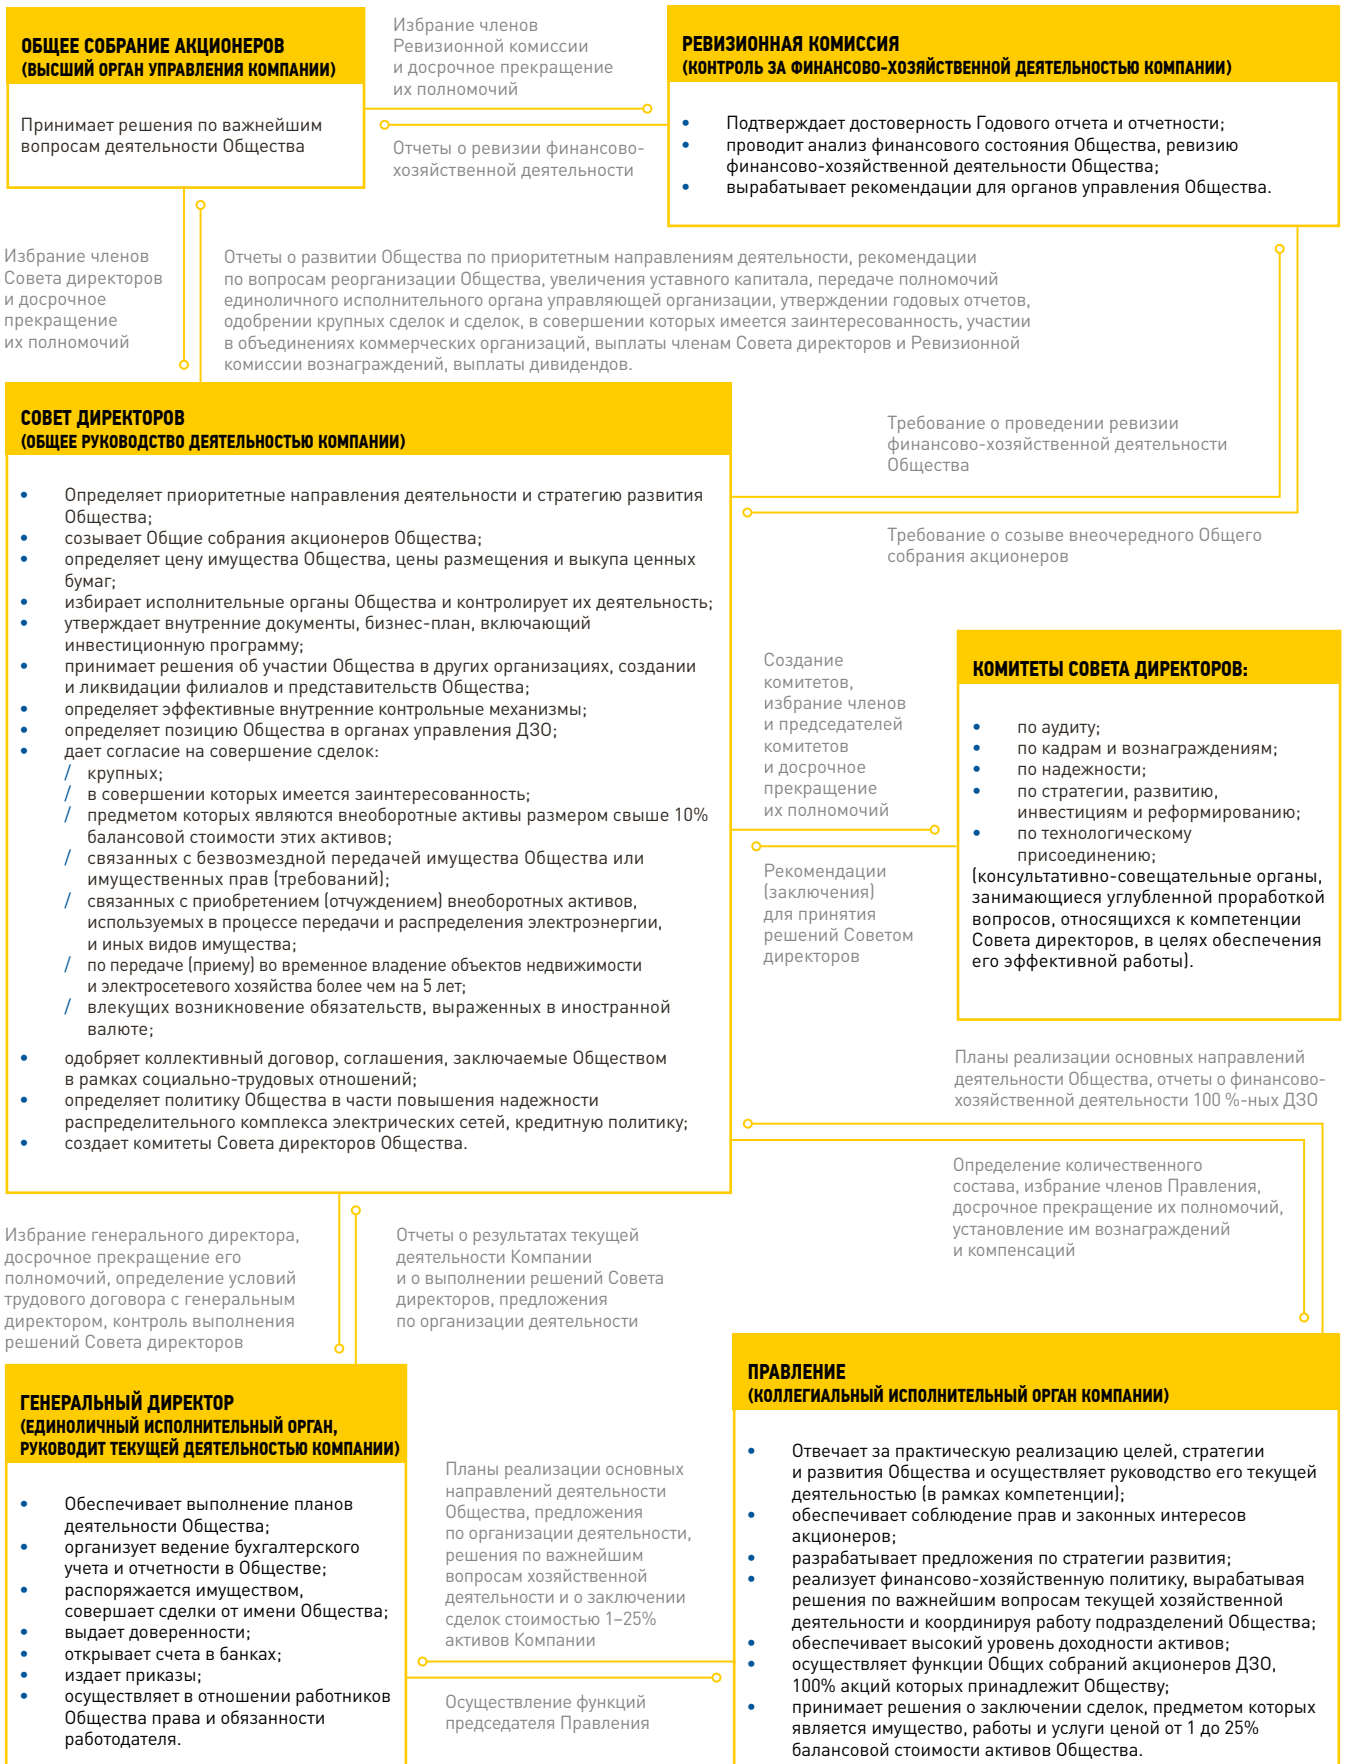 ОБЩЕЕ СОБРАНИЕ АКЦИОНЕРОВ
(ВЫСШИЙ ОРГАН УПРАВЛЕНИЯ КОМПАНИИ)
Принимает решения по важнейшим
вопросам деятельности Общества
Избрание членов
Ревизионной комиссии
и досрочное прекращение
их полномочий
Отчеты о ревизии финансово-
хозяйственной деятельности
РЕВИЗИОННАЯ КОМИССИЯ
(КОНТРОЛЬ ЗА ФИНАНСОВО-ХОЗЯЙСТВЕННОЙ ДЕЯТЕЛЬНОСТЬЮ КОМПАНИИ)
• Подтверждает достоверность Годового отчета и отчетности;
• проводит анализ финансового состояния Общества, ревизию
финансово-хозяйственной деятельности Общества;
• вырабатывает рекомендации для органов управления Общества.
Избрание членов
Совета директоров
и досрочное
прекращение
их полномочий
Отчеты о развитии Общества по приоритетным направлениям деятельности, рекомендации
по вопросам реорганизации Общества, увеличения уставного капитала, передаче полномочий
единоличного исполнительного органа управляющей организации, утверждении годовых отчетов,
одобрении крупных сделок и сделок, в совершении которых имеется заинтересованность, участии
в объединениях коммерческих организаций, выплаты членам Совета директоров и Ревизионной
комиссии вознаграждений, выплаты дивидендов.
СОВЕТ ДИРЕКТОРОВ
(ОБЩЕЕ РУКОВОДСТВО ДЕЯТЕЛЬНОСТЬЮ КОМПАНИИ)
• Определяет приоритетные направления деятельности и стратегию развития
Общества;
• созывает Общие собрания акционеров Общества;
• определяет цену имущества Общества, цены размещения и выкупа ценных
бумаг;
• избирает исполнительные органы Общества и контролирует их деятельность;
• утверждает внутренние документы, бизнес-план, включающий
инвестиционную программу;
• принимает решения об участии Общества в других организациях, создании
и ликвидации филиалов и представительств Общества;
• определяет эффективные внутренние контрольные механизмы;
• определяет позицию Общества в органах управления ДЗО;
• дает согласие на совершение сделок:
/ крупных;
/ в совершении которых имеется заинтересованность;
/ предметом которых являются внеоборотные активы размером свыше 10%
балансовой стоимости этих активов;
/ связанных с безвозмездной передачей имущества Общества или
имущественных прав (требований);
/ связанных с приобретением (отчуждением) внеоборотных активов,
используемых в процессе передачи и распределения электроэнергии,
и иных видов имущества;
/ по передаче (приему) во временное владение объектов недвижимости
и электросетевого хозяйства более чем на 5 лет;
/ влекущих возникновение обязательств, выраженных в иностранной
валюте;
• одобряет коллективный договор, соглашения, заключаемые Обществом
в рамках социально-трудовых отношений;
• определяет политику Общества в части повышения надежности
распределительного комплекса электрических сетей, кредитную политику;
• создает комитеты Совета директоров Общества.
Требование о проведении ревизии
финансово-хозяйственной деятельности
Общества
Требование о созыве внеочередного Общего
собрания акционеров
Создание
комитетов,
избрание членов
и председателей
комитетов
и досрочное
прекращение
их полномочий
Рекомендации
(заключения)
для принятия
решений Советом
директоров
КОМИТЕТЫ СОВЕТА ДИРЕКТОРОВ:
• по аудиту;
• по кадрам и вознаграждениям;
• по надежности;
• по стратегии, развитию,
инвестициям и реформированию;
• по технологическому
присоединению;
(консультативно-совещательные органы,
занимающиеся углубленной проработкой
вопросов, относящихся к компетенции
Совета директоров, в целях обеспечения
его эффективной работы).
Планы реализации основных направлений
деятельности Общества, отчеты о финансово-
хозяйственной деятельности 100 %-ных ДЗО
Определение количественного
состава, избрание членов Правления,
досрочное прекращение их полномочий,
установление им вознаграждений
и компенсаций
Избрание генерального директора,
досрочное прекращение его
полномочий, определение условий
трудового договора с генеральным
директором, контроль выполнения
решений Совета директоров
Отчеты о результатах текущей
деятельности Компании
и о выполнении решений Совета
директоров, предложения
по организации деятельности
ГЕНЕРАЛЬНЫЙ ДИРЕКТОР
(ЕДИНОЛИЧНЫЙ ИСПОЛНИТЕЛЬНЫЙ ОРГАН,
РУКОВОДИТ ТЕКУЩЕЙ ДЕЯТЕЛЬНОСТЬЮ КОМПАНИИ)
• Обеспечивает выполнение планов
деятельности Общества;
• организует ведение бухгалтерского
учета и отчетности в Обществе;
• распоряжается имуществом,
совершает сделки от имени Общества;
• выдает доверенности;
• открывает счета в банках;
• издает приказы;
• осуществляет в отношении работников
Общества права и обязанности
работодателя.
Планы реализации основных
направлений деятельности
Общества, предложения
по организации деятельности,
решения по важнейшим
вопросам хозяйственной
деятельности и о заключении
сделок стоимостью 1–25%
активов Компании
Осуществление функций
председателя Правления
ПРАВЛЕНИЕ
(КОЛЛЕГИАЛЬНЫЙ ИСПОЛНИТЕЛЬНЫЙ ОРГАН КОМПАНИИ)
• Отвечает за практическую реализацию целей, стратегии
и развития Общества и осуществляет руководство его текущей
деятельностью (в рамках компетенции);
• обеспечивает соблюдение прав и законных интересов
акционеров;
• разрабатывает предложения по стратегии развития;
• реализует финансово-хозяйственную политику, вырабатывая
решения по важнейшим вопросам текущей хозяйственной
деятельности и координируя работу подразделений Общества;
• обеспечивает высокий уровень доходности активов;
• осуществляет функции Общих собраний акционеров ДЗО,
100% акций которых принадлежит Обществу;
• принимает решения о заключении сделок, предметом которых
является имущество, работы и услуги ценой от 1 до 25%
балансовой стоимости активов Общества.